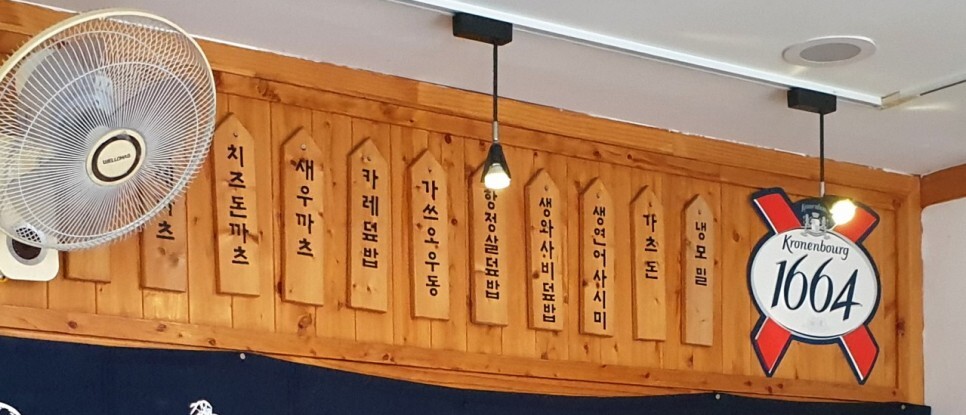 WELLOMAS
츠
치즈돈까츠
새우까츠
카레덮밥
가쓰오우동
항정살덮밥
생와사비덮밥
생연어사시미
가츠돈
냉모밀
Kronenbourg
1664